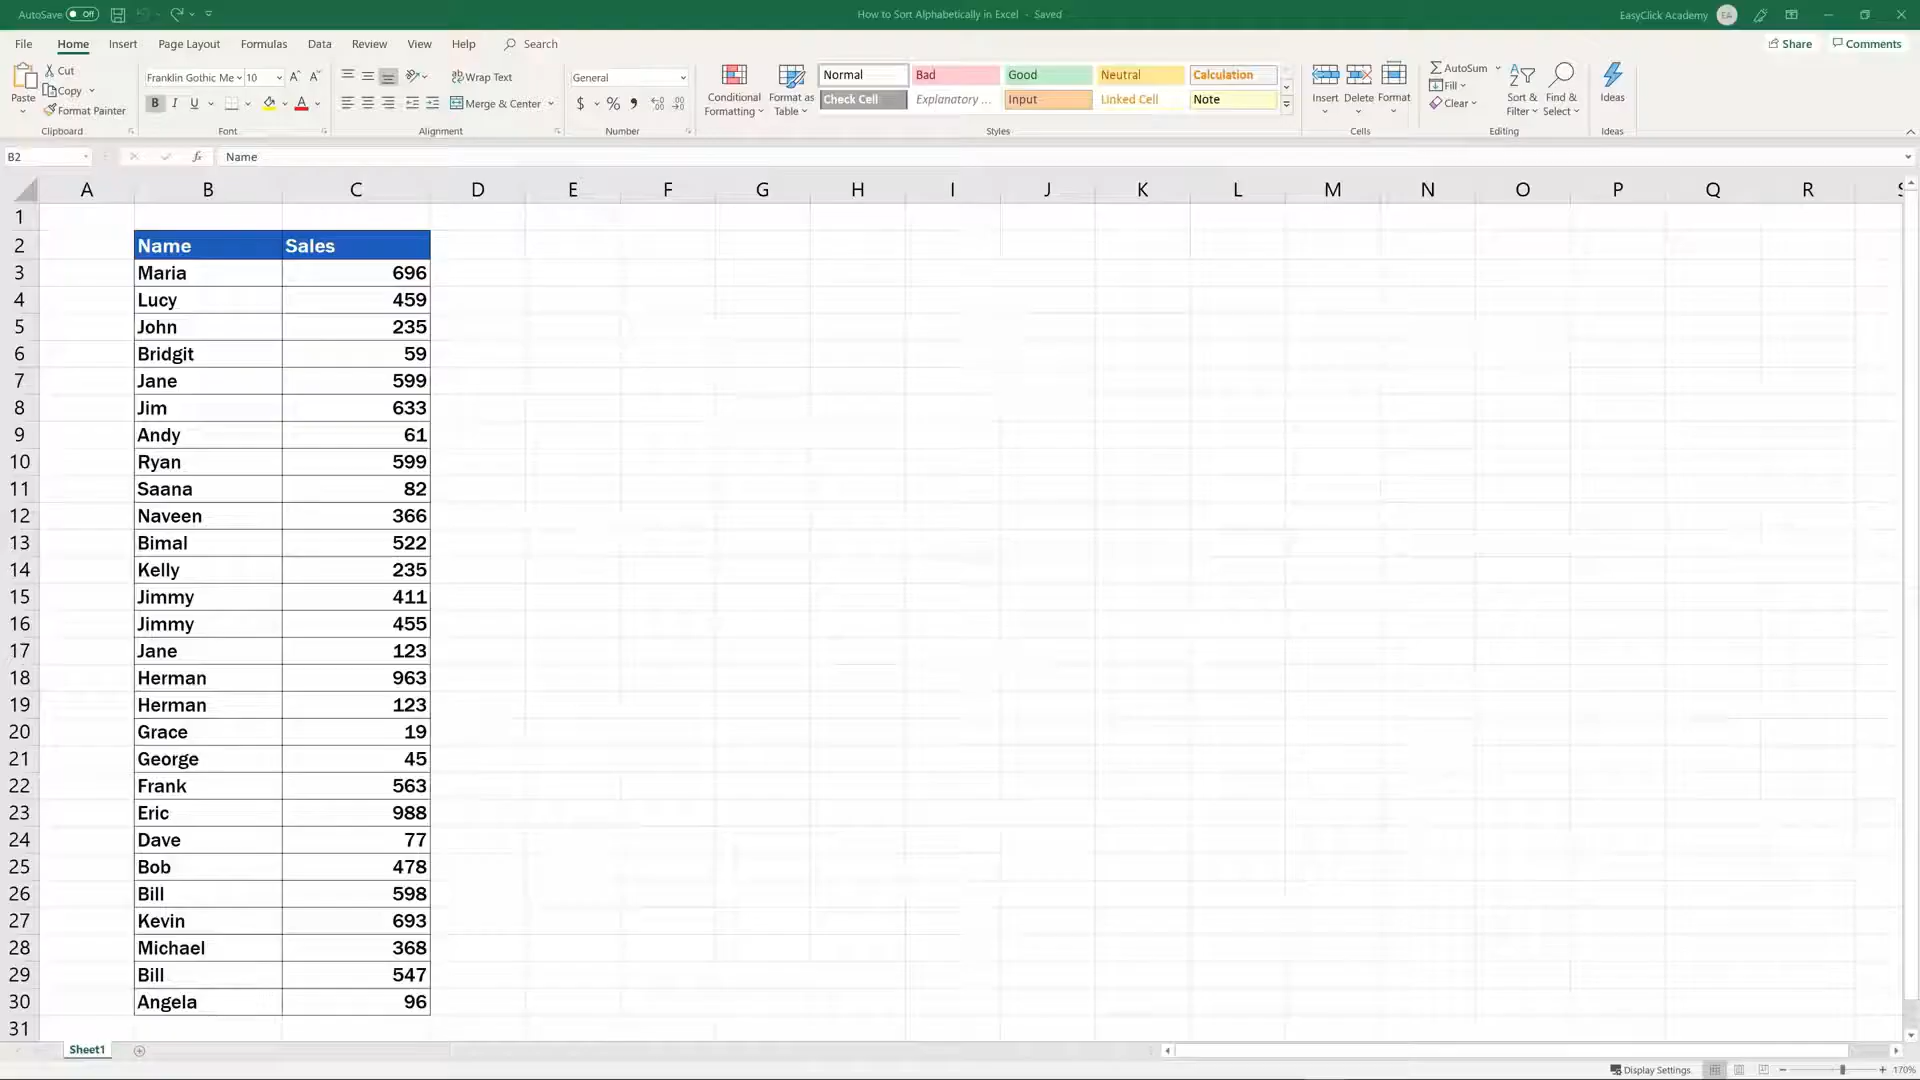 AutoSave Off How to Sort Alphabetically in Excel - Saved EasyClick Academy EA
File Home Insert Page Layout Formulas Data Review View Help Search Share Comments
Cut
Copy
Format Painter
Paste
Clipboard
Franklin Gothic Me 10
B I U
Font
Wrap Text
Merge & Center
Alignment
General
$ % 9
Number
Conditional Formatting
Format as Table
Normal Bad Good Neutral Calculation
Check Cell Explanatory ... Input Linked Cell Note
Styles
Insert Delete Format
Cells
AutoSum
Fill
Clear
Sort & Filter
Find & Select
Editing
Ideas
Ideas
B2 fx Name
A B C D E F G H I J K L M N O P Q R S
1
2 Name Sales
3 Maria 696
4 Lucy 459
5 John 235
6 Bridgit 59
7 Jane 599
8 Jim 633
9 Andy 61
10 Ryan 599
11 Saana 82
12 Naveen 366
13 Bimal 522
14 Kelly 235
15 Jimmy 411
16 Jimmy 455
17 Jane 123
18 Herman 963
19 Herman 123
20 Grace 19
21 George 45
22 Frank 563
23 Eric 988
24 Dave 77
25 Bob 478
26 Bill 598
27 Kevin 693
28 Michael 368
29 Bill 547
30 Angela 96
31
Sheet1
Display Settings 170%